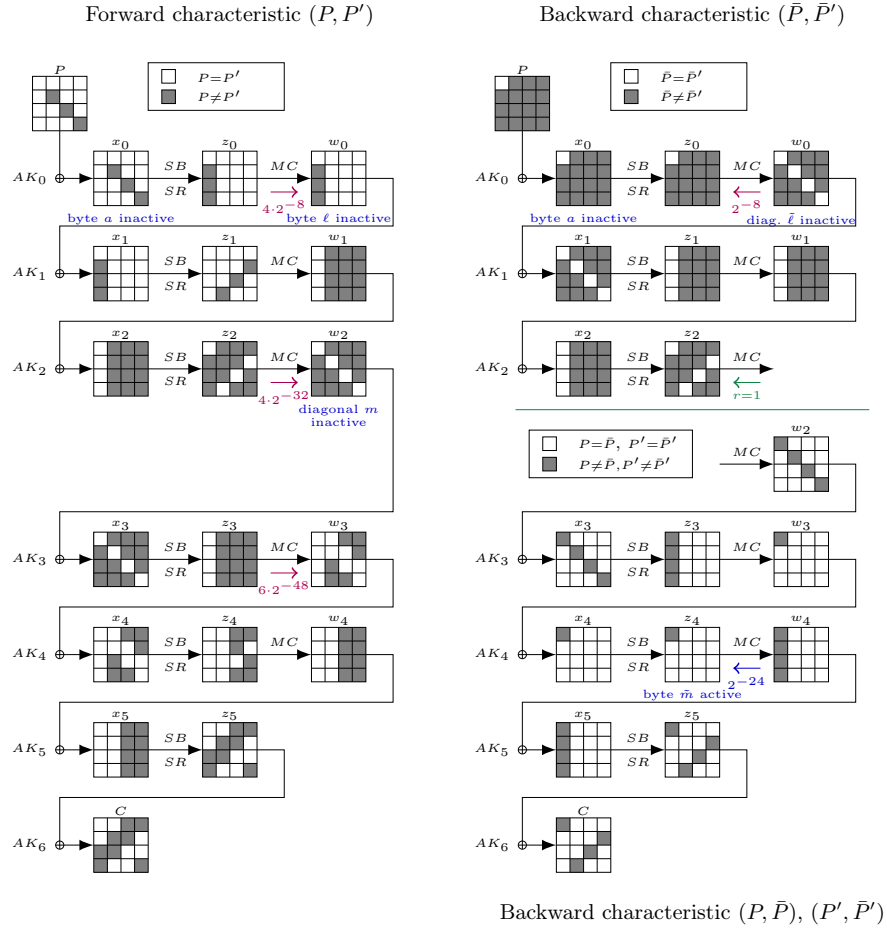 Forward characteristic (P, P′)
Backward characteristic (P̄, P̄′)
P
P=P′
P≠P′
P
P̄=P̄′
P̄≠P̄′
x₀ z₀ w₀
AK₀ SB SR MC
4·2⁻⁸
byte a inactive
byte ℓ inactive
x₀ z₀ w₀
AK₀ SB SR MC
2⁻⁸
byte a inactive
diag. ℓ̄ inactive
x₁ z₁ w₁
AK₁ SB SR MC
x₁ z₁ w₁
AK₁ SB SR MC
x₂ z₂ w₂
AK₂ SB SR MC
4·2⁻³²
diagonal m
inactive
x₂ z₂
AK₂ SB SR MC
r=1
P=P̄, P′=P̄′
P≠P̄, P′≠P̄′
MC w₂
x₃ z₃ w₃
AK₃ SB SR MC
6·2⁻⁴⁸
x₃ z₃ w₃
AK₃ SB SR MC
x₄ z₄ w₄
AK₄ SB SR MC
x₄ z₄ w₄
AK₄ SB SR MC
byte m̄ active
2⁻²⁴
x₅ z₅
AK₅ SB SR
x₅ z₅
AK₅ SB SR
C
AK₆
C
AK₆
Backward characteristic (P, P̄), (P′, P̄′)